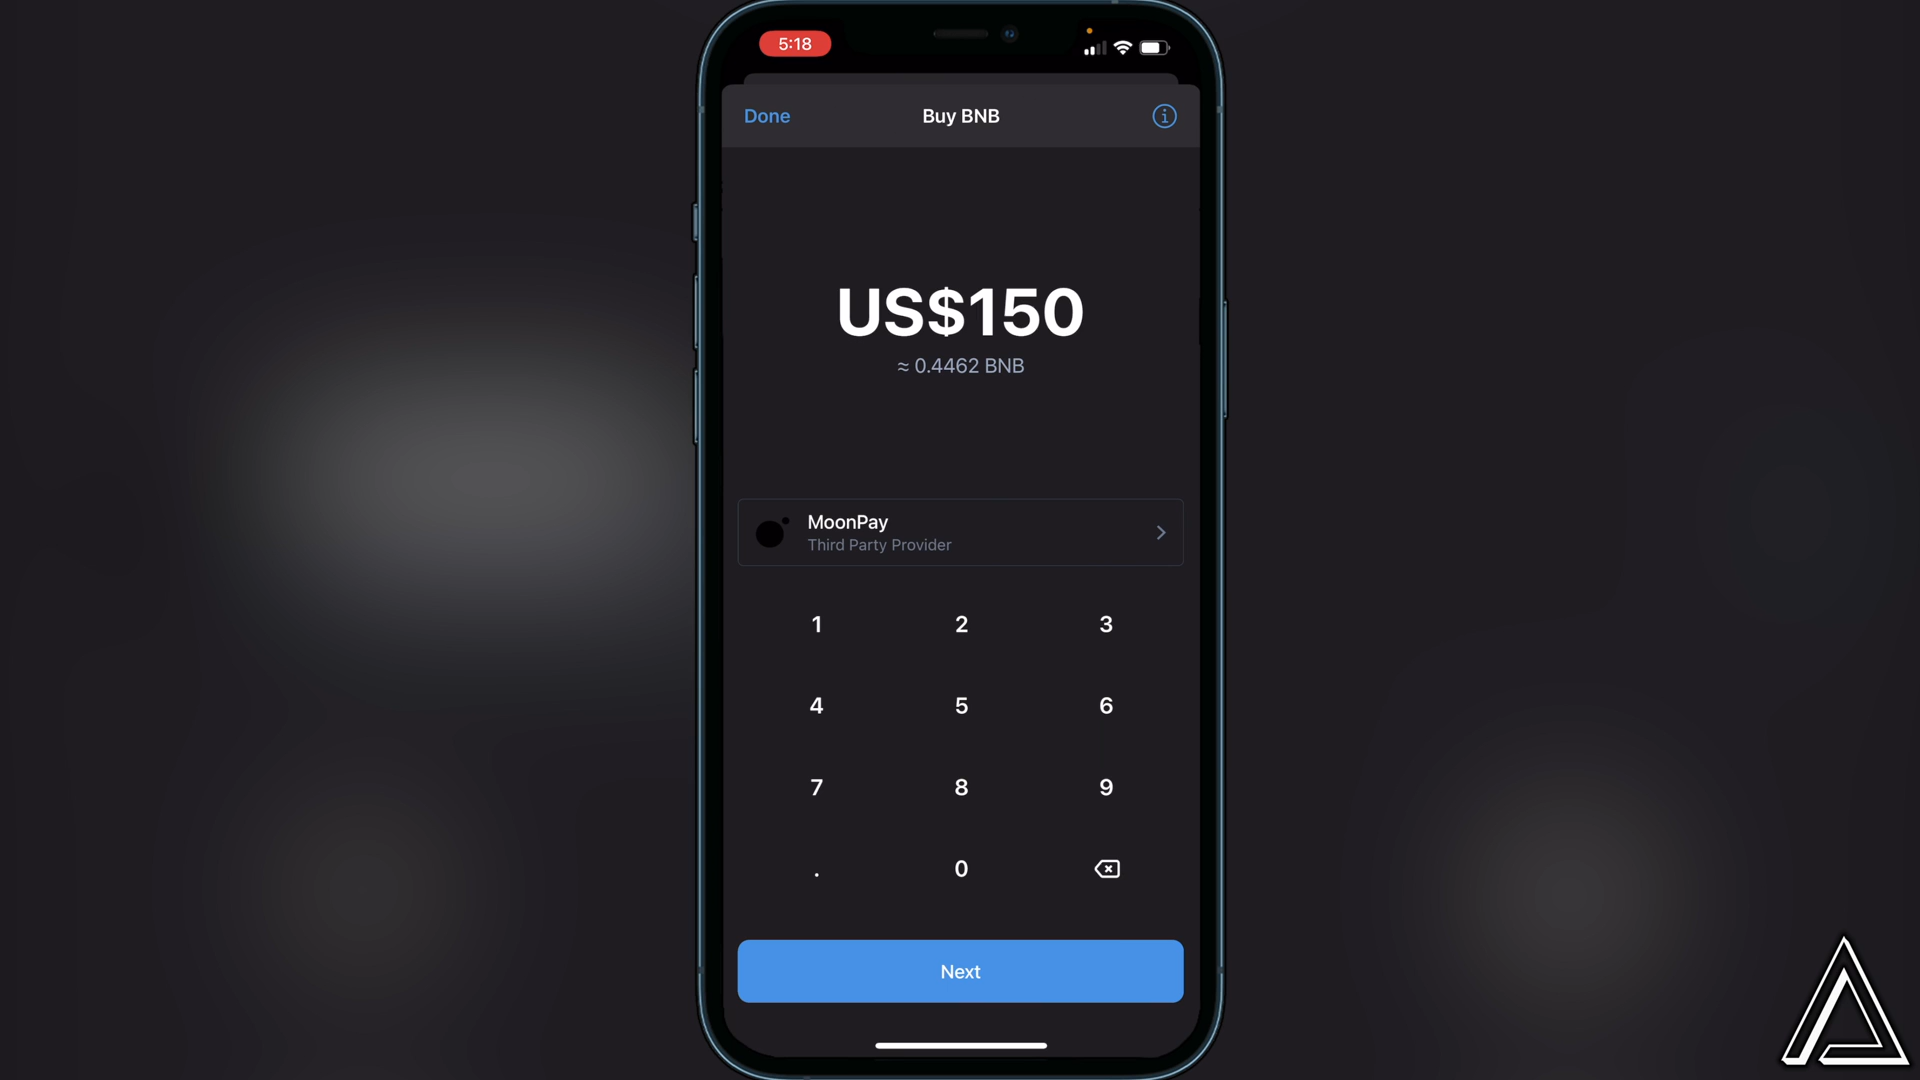 5:18
Done
Buy BNB
US$150
≈ 0.4462 BNB
MoonPay
Third Party Provider
1 2 3
4 5 6
7 8 9
. 0
Next